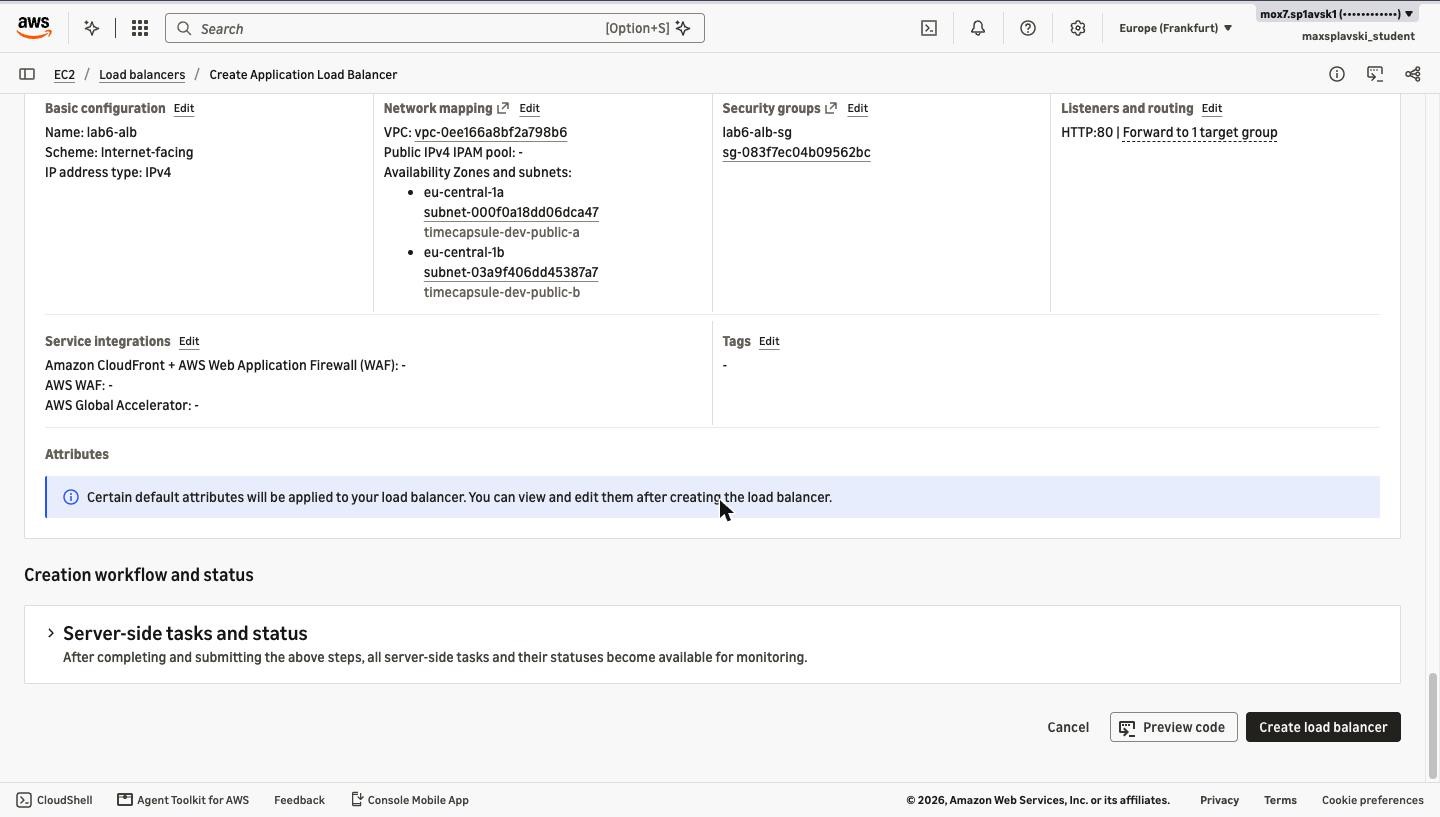 aws
Search [Option+S]
Europe (Frankfurt)
mox7.sp1avsk1 (••••••••••••)
maxsplavski_student
EC2 / Load balancers / Create Application Load Balancer
Basic configuration Edit
Name: lab6-alb
Scheme: Internet-facing
IP address type: IPv4
Network mapping Edit
VPC: vpc-0ee166a8bf2a798b6
Public IPv4 IPAM pool: -
Availability Zones and subnets:
• eu-central-1a
subnet-000f0a18dd06dca47
timecapsule-dev-public-a
• eu-central-1b
subnet-03a9f406dd45387a7
timecapsule-dev-public-b
Security groups Edit
lab6-alb-sg
sg-083f7ec04b09562bc
Listeners and routing Edit
HTTP:80 | Forward to 1 target group
Service integrations Edit
Amazon CloudFront + AWS Web Application Firewall (WAF): -
AWS WAF: -
AWS Global Accelerator: -
Tags Edit
-
Attributes
Certain default attributes will be applied to your load balancer. You can view and edit them after creating the load balancer.
Creation workflow and status
Server-side tasks and status
After completing and submitting the above steps, all server-side tasks and their statuses become available for monitoring.
Cancel Preview code Create load balancer
CloudShell Agent Toolkit for AWS Feedback Console Mobile App © 2026, Amazon Web Services, Inc. or its affiliates. Privacy Terms Cookie preferences